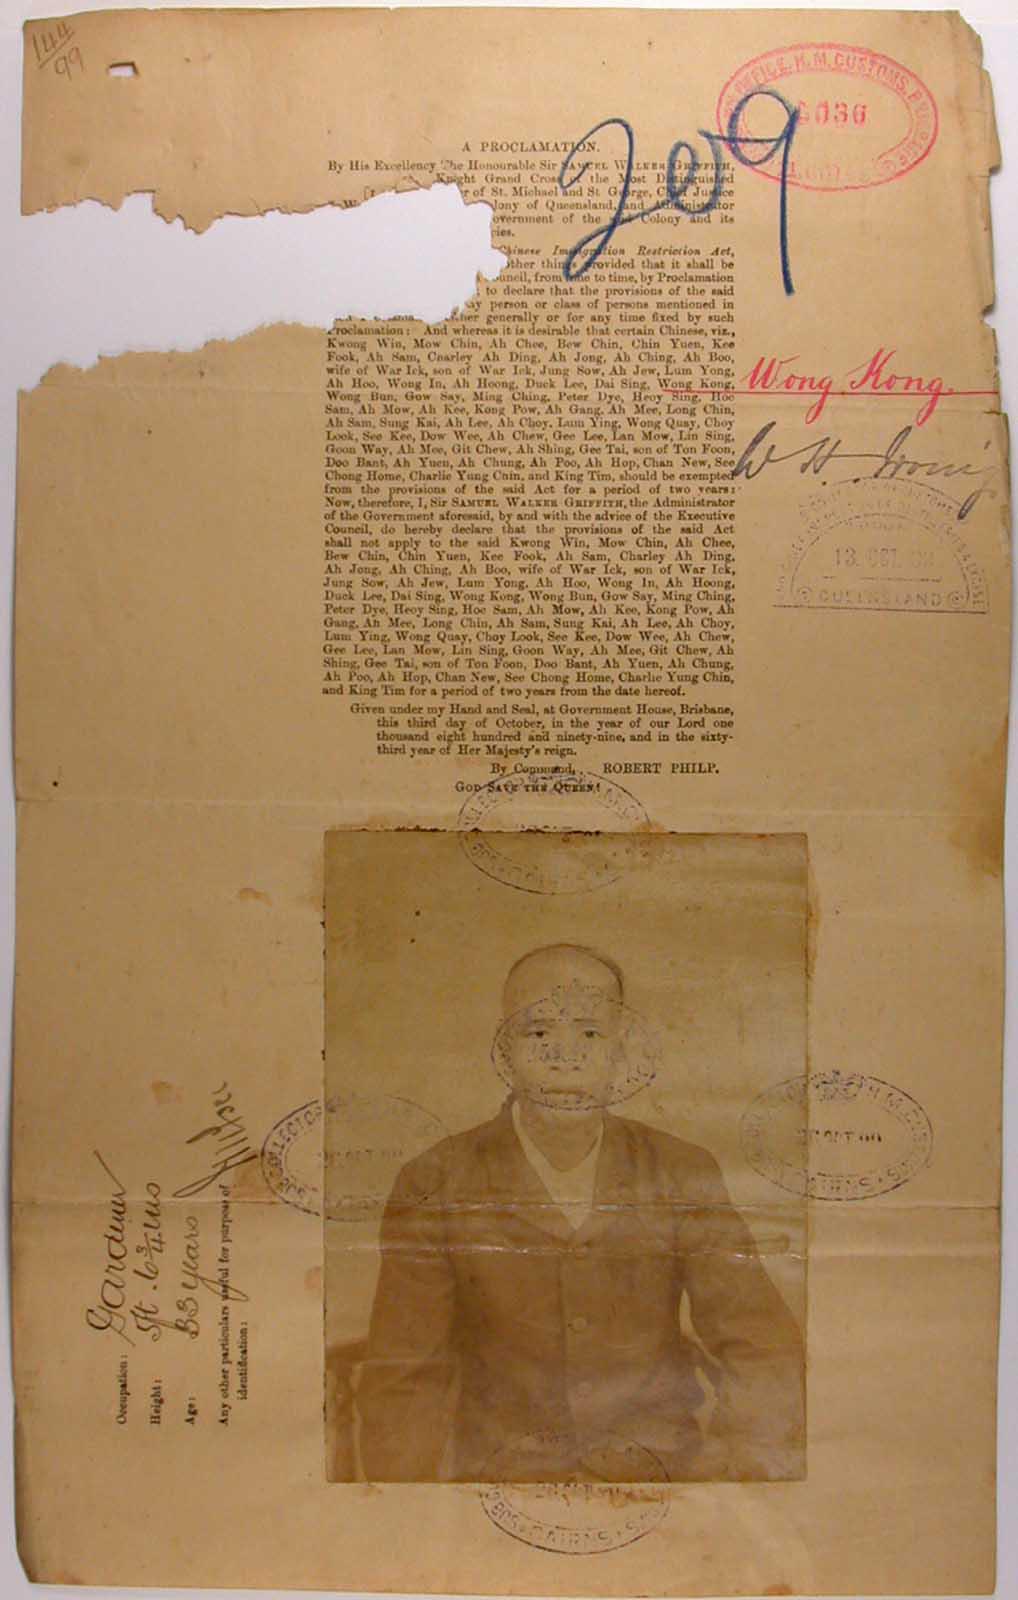 144
99
A PROCLAMATION.
By His Excellency The Honourable Sir SAMUEL WALKER GRIFFITH,
Knight Grand Cross of the Most Distinguished
of St. Michael and St George, Chief Justice
of Queensland, and Administrator
overnment of the said Colony and its
cies.
Chinese Immigration Restriction Act,
other things provided that it shall be
ouncil, from time to time, by Proclamation
to declare that the provisions of the said
ay person or class of persons mentioned in
her generally or for any time fixed by such
Proclamation: And whereas it is desirable that certain Chinese, viz.,
Kwong Win, Mow Chin, Ah Chee, Bew Chin, Chin Yuen, Kee
Fook, Ah Sam, Charley Ah Ding, Ah Jong, Ah Ching, Ah Boo,
wife of War Ick, son of War Ick, Jung Sow, Ah Jew, Lum Yong,
Ah Hoo, Wong In, Ah Hoong, Duck Lee, Dai Sing, Wong Kong,
Wong Bun, Gow Say, Ming Ching, Peter Dye, Heoy Sing, Hoc
Sam, Ah Mow, Ah Kee, Kong Pow, Ah Gang, Ah Mee, Long Chin,
Ah Sam, Sung Kai, Ah Lee, Ah Choy, Lum Ying, Wong Quay, Choy
Look, See Kee, Dow Wee, Ah Chew, Gee Lee, Lan Mow, Lin Sing,
Goon Way, Ah Mee, Git Chew, Ah Shing, Gee Tai, son of Ton Foon,
Doo Bant, Ah Yuen, Ah Chung, Ah Poo, Ah Hop, Chan New, See
Chong Home, Charlie Yung Chin, and King Tim, should be exempted
from the provisions of the said Act for a period of two years:
Now, therefore, I, Sir SAMUEL WALKER GRIFFITH, the Administrator
of the Government aforesaid, by and with the advice of the Executive
Council, do hereby declare that the provisions of the said Act
shall not apply to the said Kwong Win, Mow Chin, Ah Chee,
Bew Chin, Chin Yuen, Kee Fook, Ah Sam, Charley Ah Ding,
Ah Jong, Ah Ching, Ah Boo, wife of War Ick, son of War Ick,
Jung Sow, Ah Jew, Lum Yong, Ah Hoo, Wong In, Ah Hoong,
Duck Lee, Dai Sing, Wong Kong, Wong Bun, Gow Say, Ming Ching,
Peter Dye, Heoy Sing, Hoc Sam, Ah Mow, Ah Kee, Kong Pow, Ah
Gang, Ah Mee, Long Chin, Ah Sam, Sung Kai, Ah Lee, Ah Choy,
Lum Ying, Wong Quay, Choy Look, See Kee, Dow Wee, Ah Chew,
Gee Lee, Lan Mow, Lin Sing, Goon Way, Ah Mee, Git Chew, Ah
Shing, Gee Tai, son of Ton Foon, Doo Bant, Ah Yuen, Ah Chung,
Ah Poo, Ah Hop, Chan New, See Chong Home, Charlie Yung Chin,
and King Tim for a period of two years from the date hereof.
Given under my Hand and Seal, at Government House, Brisbane,
this third day of October, in the year of our Lord one
thousand eight hundred and ninety-nine, and in the sixty-
third year of Her Majesty's reign.
By Command, ROBERT PHILP.
GOD SAVE THE QUEEN!
OFFICE, H. M. CUSTOMS,
6036
Wong Kong.
W H Irving
13 OCT
QUEENSLAND
Occupation: Gardener
Height: 5ft. 6 3/4 ins
Age: 33 years
Any other particulars useful for purpose of
identification:
H. M. CUSTOMS
CAIRNS